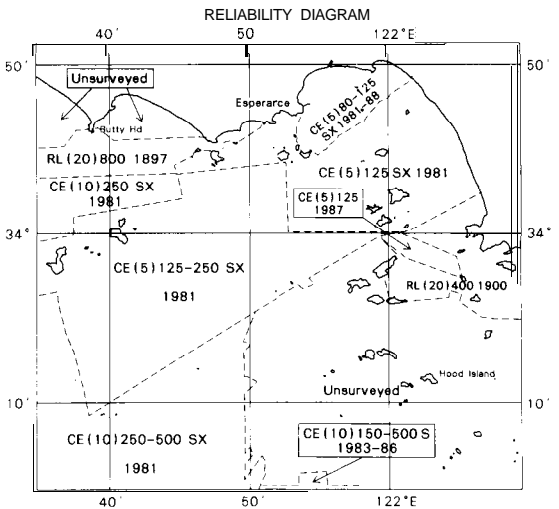 RELIABILITY DIAGRAM
40´ 50´ 122°E
50´ 50´
Unsurveyed
Esperance
Butty Hd
CE(5)80-125
SX 1981-88
RL(20)800 1897
CE(10)250 SX
1981
CE(5)125 SX 1981
CE(5)125
1987
34° 34°
CE(5)125-250 SX
1981
RL(20)400 1900
Hood Island
Unsurveyed
10´ 10´
CE(10)250-500 SX
1981
CE(10)150-500 S
1983-86
40´ 50´ 122°E